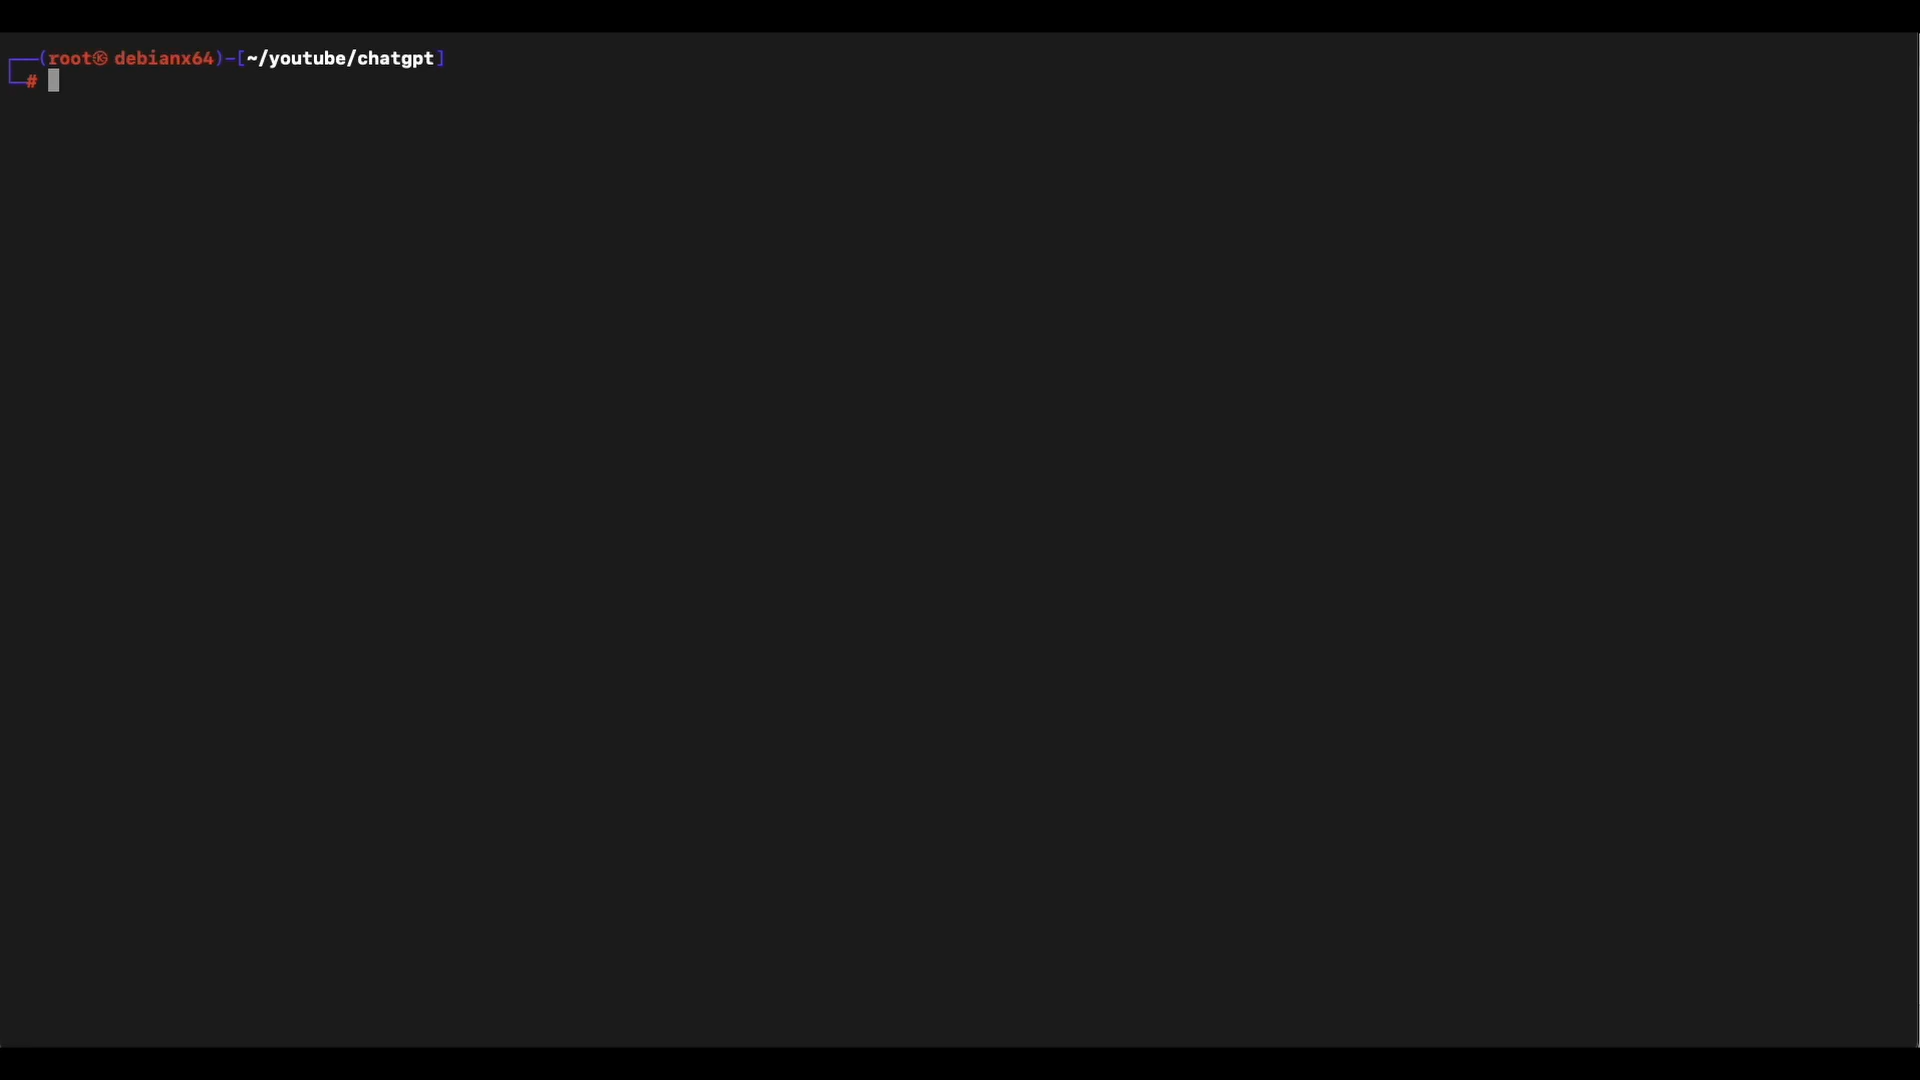 ┌──(root㉿debianx64)-[~/youtube/chatgpt]
└─#